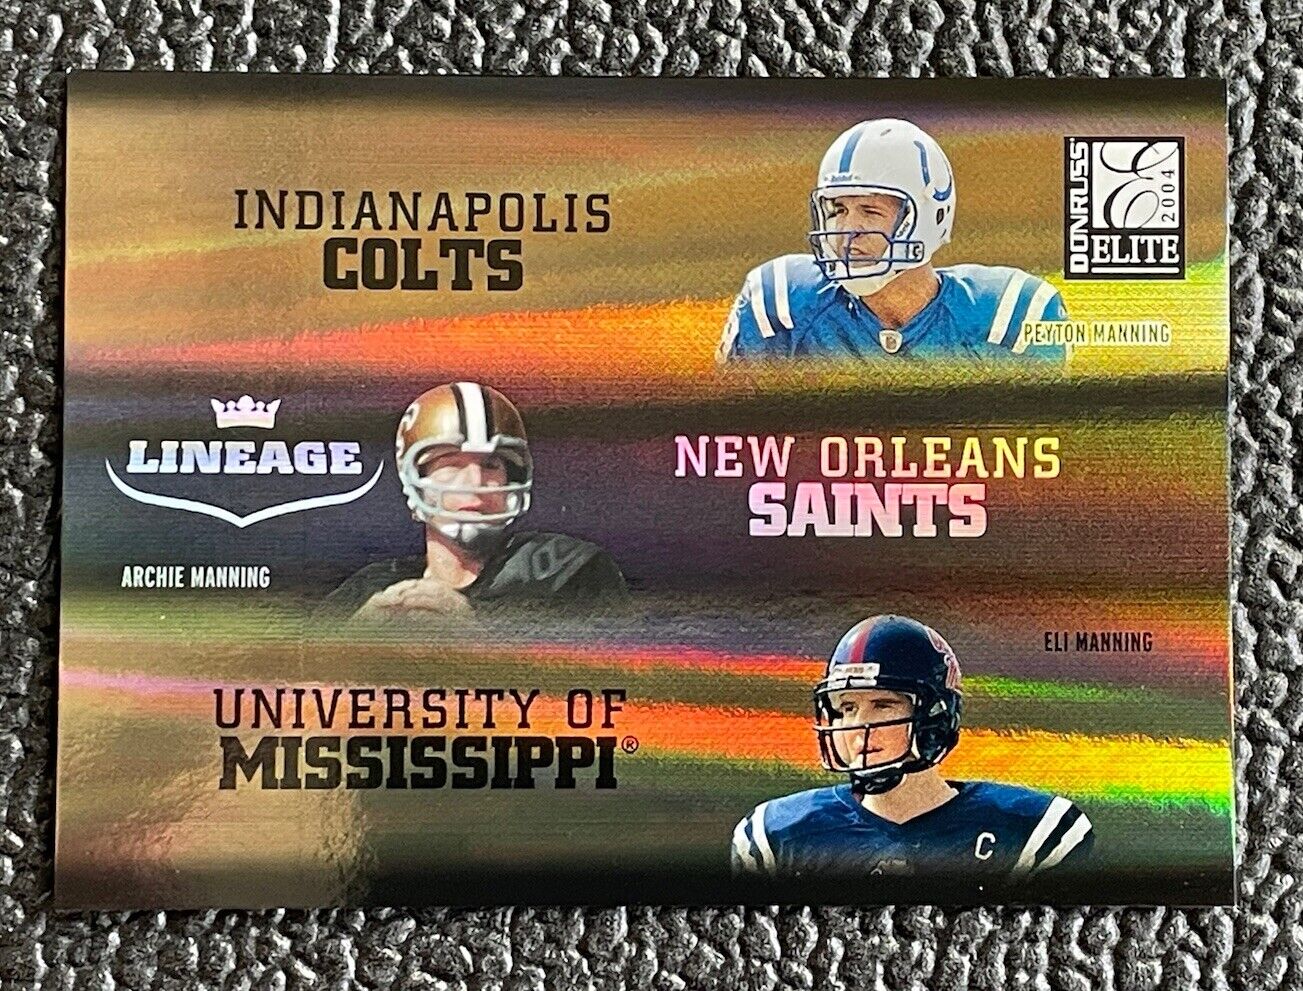 INDIANAPOLIS
COLTS
DONRUSS
ELITE
2004
PEYTON MANNING
LINEAGE
NEW ORLEANS
SAINTS
ARCHIE MANNING
ELI MANNING
UNIVERSITY OF
MISSISSIPPI®
C